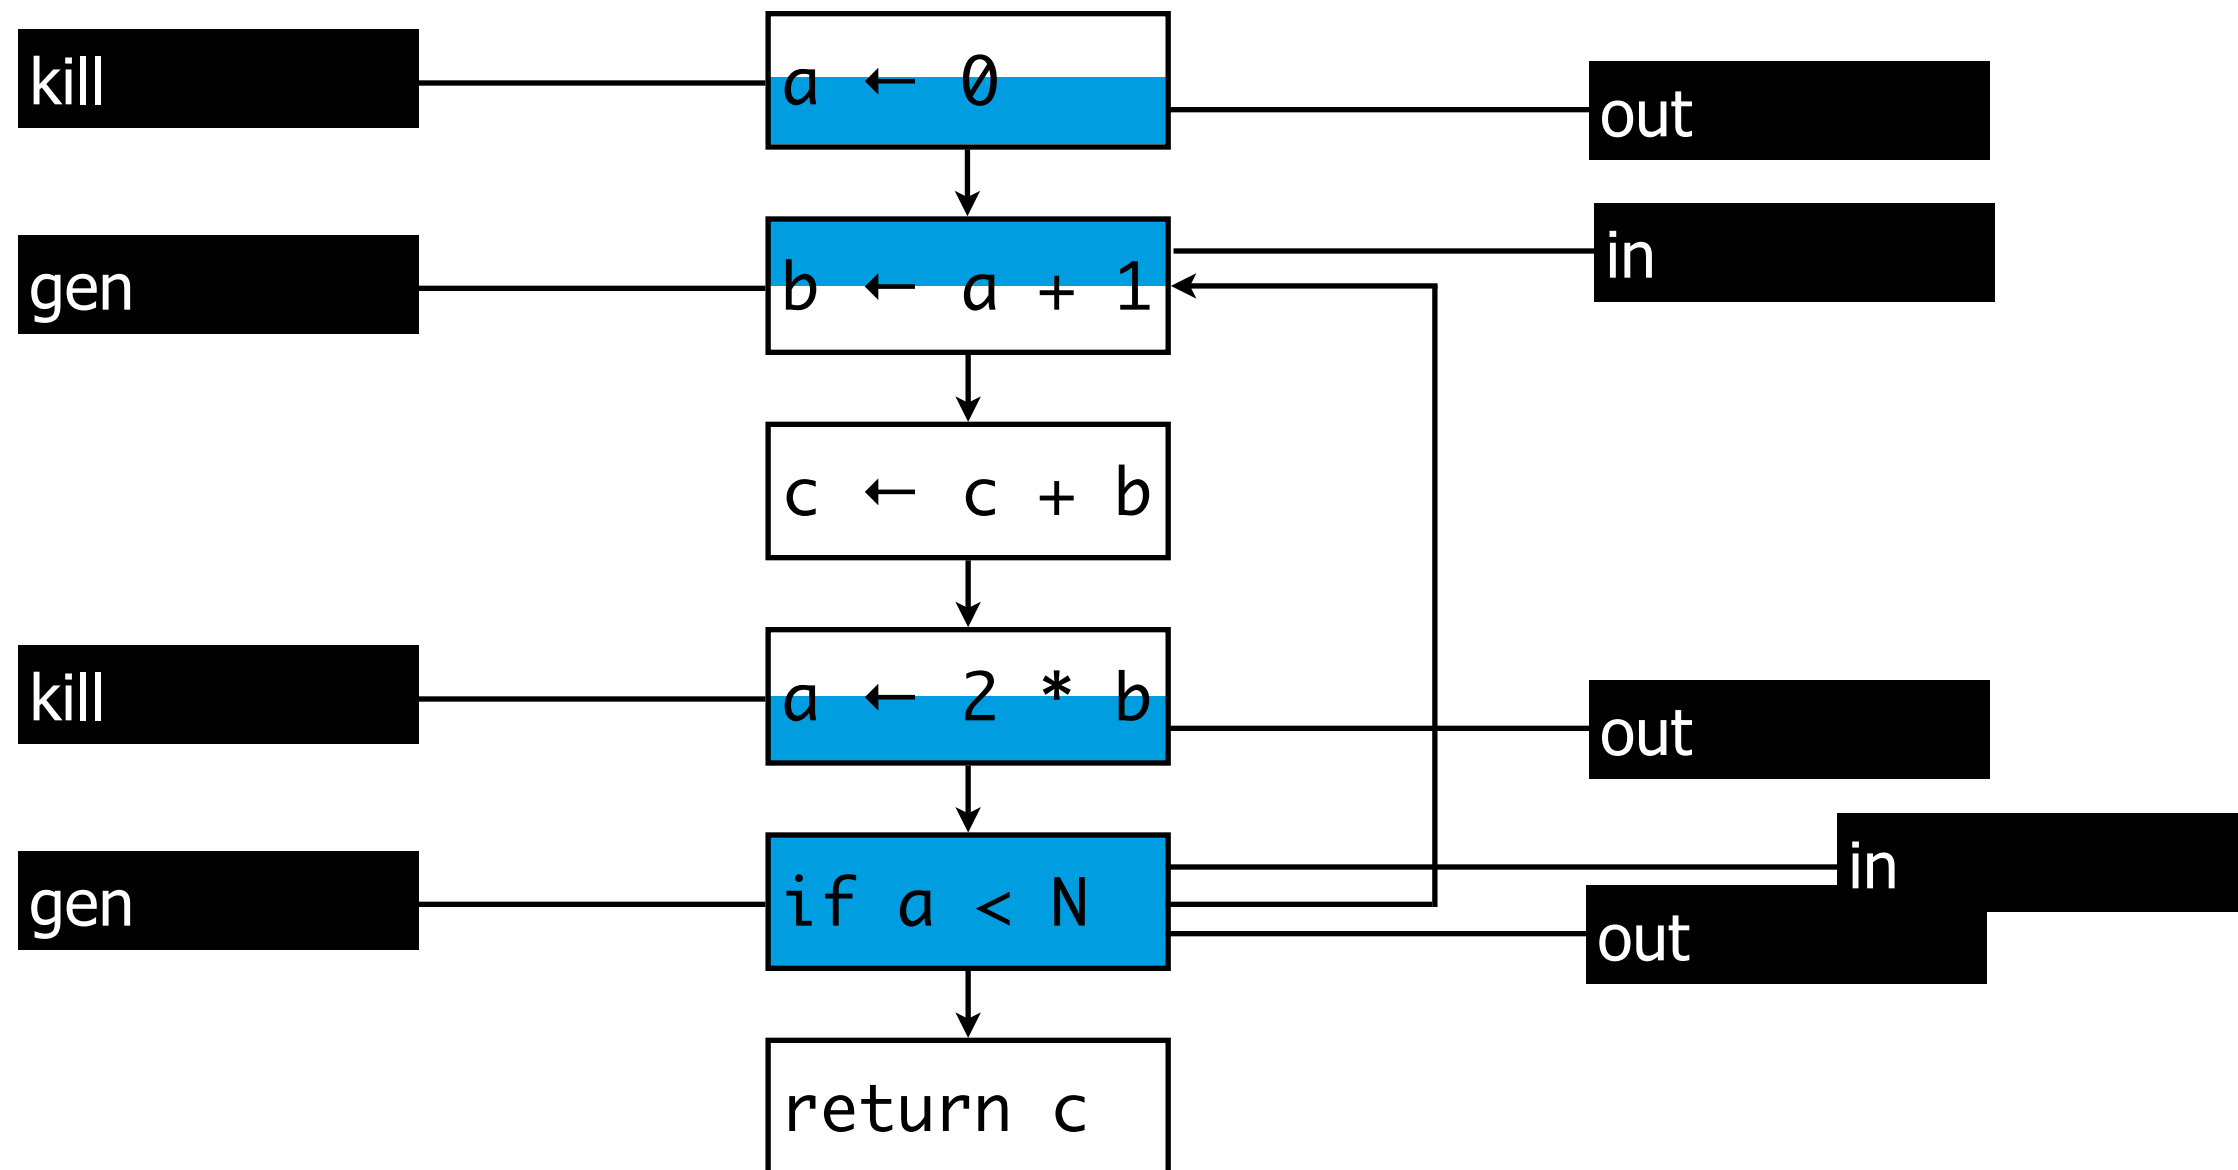 kill
a ← 0
out
in
gen
b ← a + 1
c ← c + b
kill
a ← 2 * b
out
in
gen
if a < N
out
return c